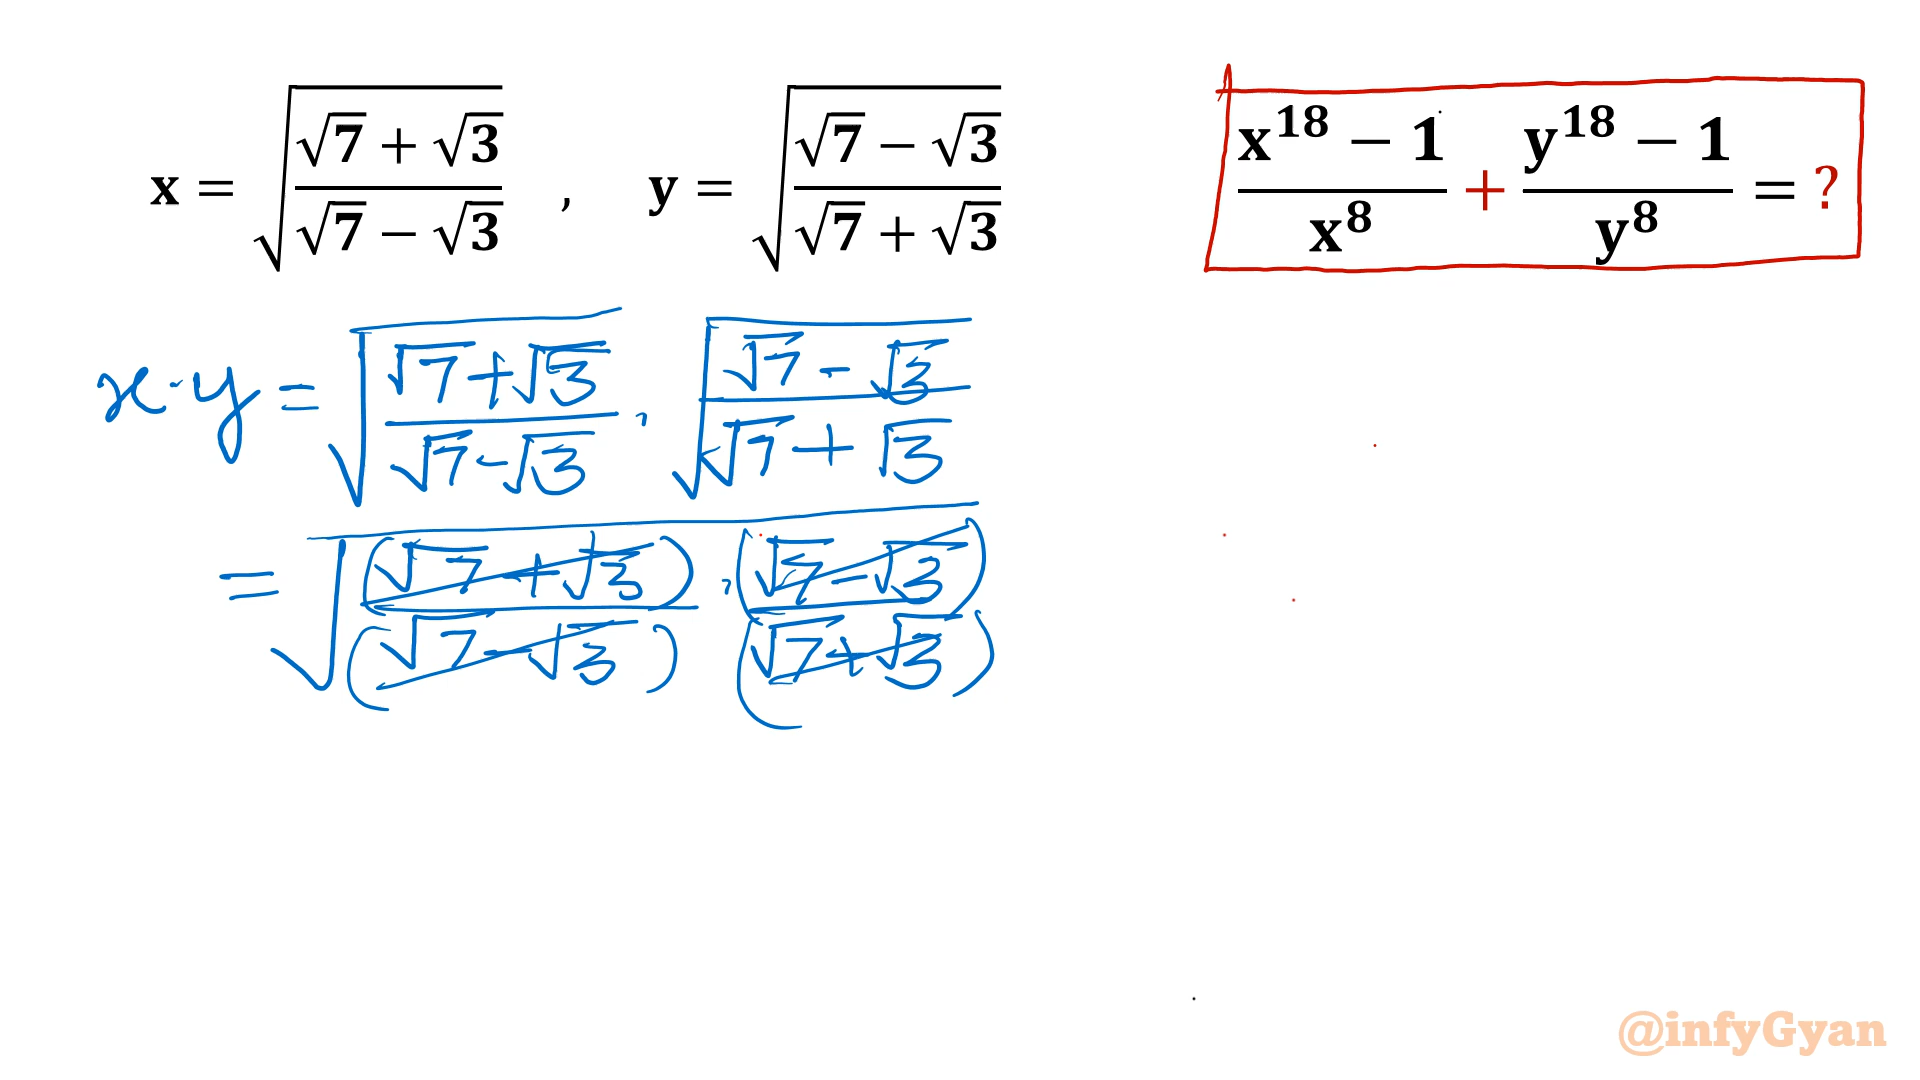 x = √((√7 + √3)/(√7 − √3)) , y = √((√7 − √3)/(√7 + √3))
(x¹⁸ − 1)/x⁸ + (y¹⁸ − 1)/y⁸ = ?
x·y = √((√7+√3)/(√7-√3)) · √((√7-√3)/(√7+√3))
= √((√7+√3)/(√7-√3) · (√7-√3)/(√7+√3))
@infyGyan